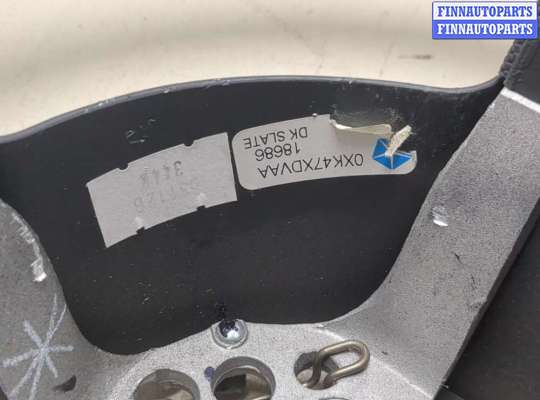 FINNAUTOPARTS
FINNAUTOPARTS
0XK47XDVAA
18686
DK SLATE